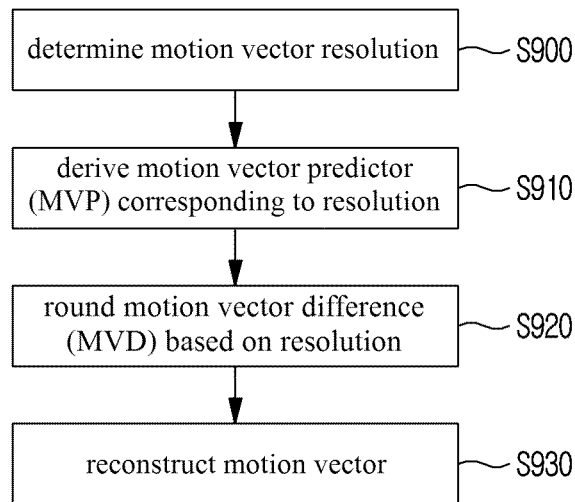 determine motion vector resolution
S900
derive motion vector predictor
(MVP) corresponding to resolution
S910
round motion vector difference
(MVD) based on resolution
S920
reconstruct motion vector
S930